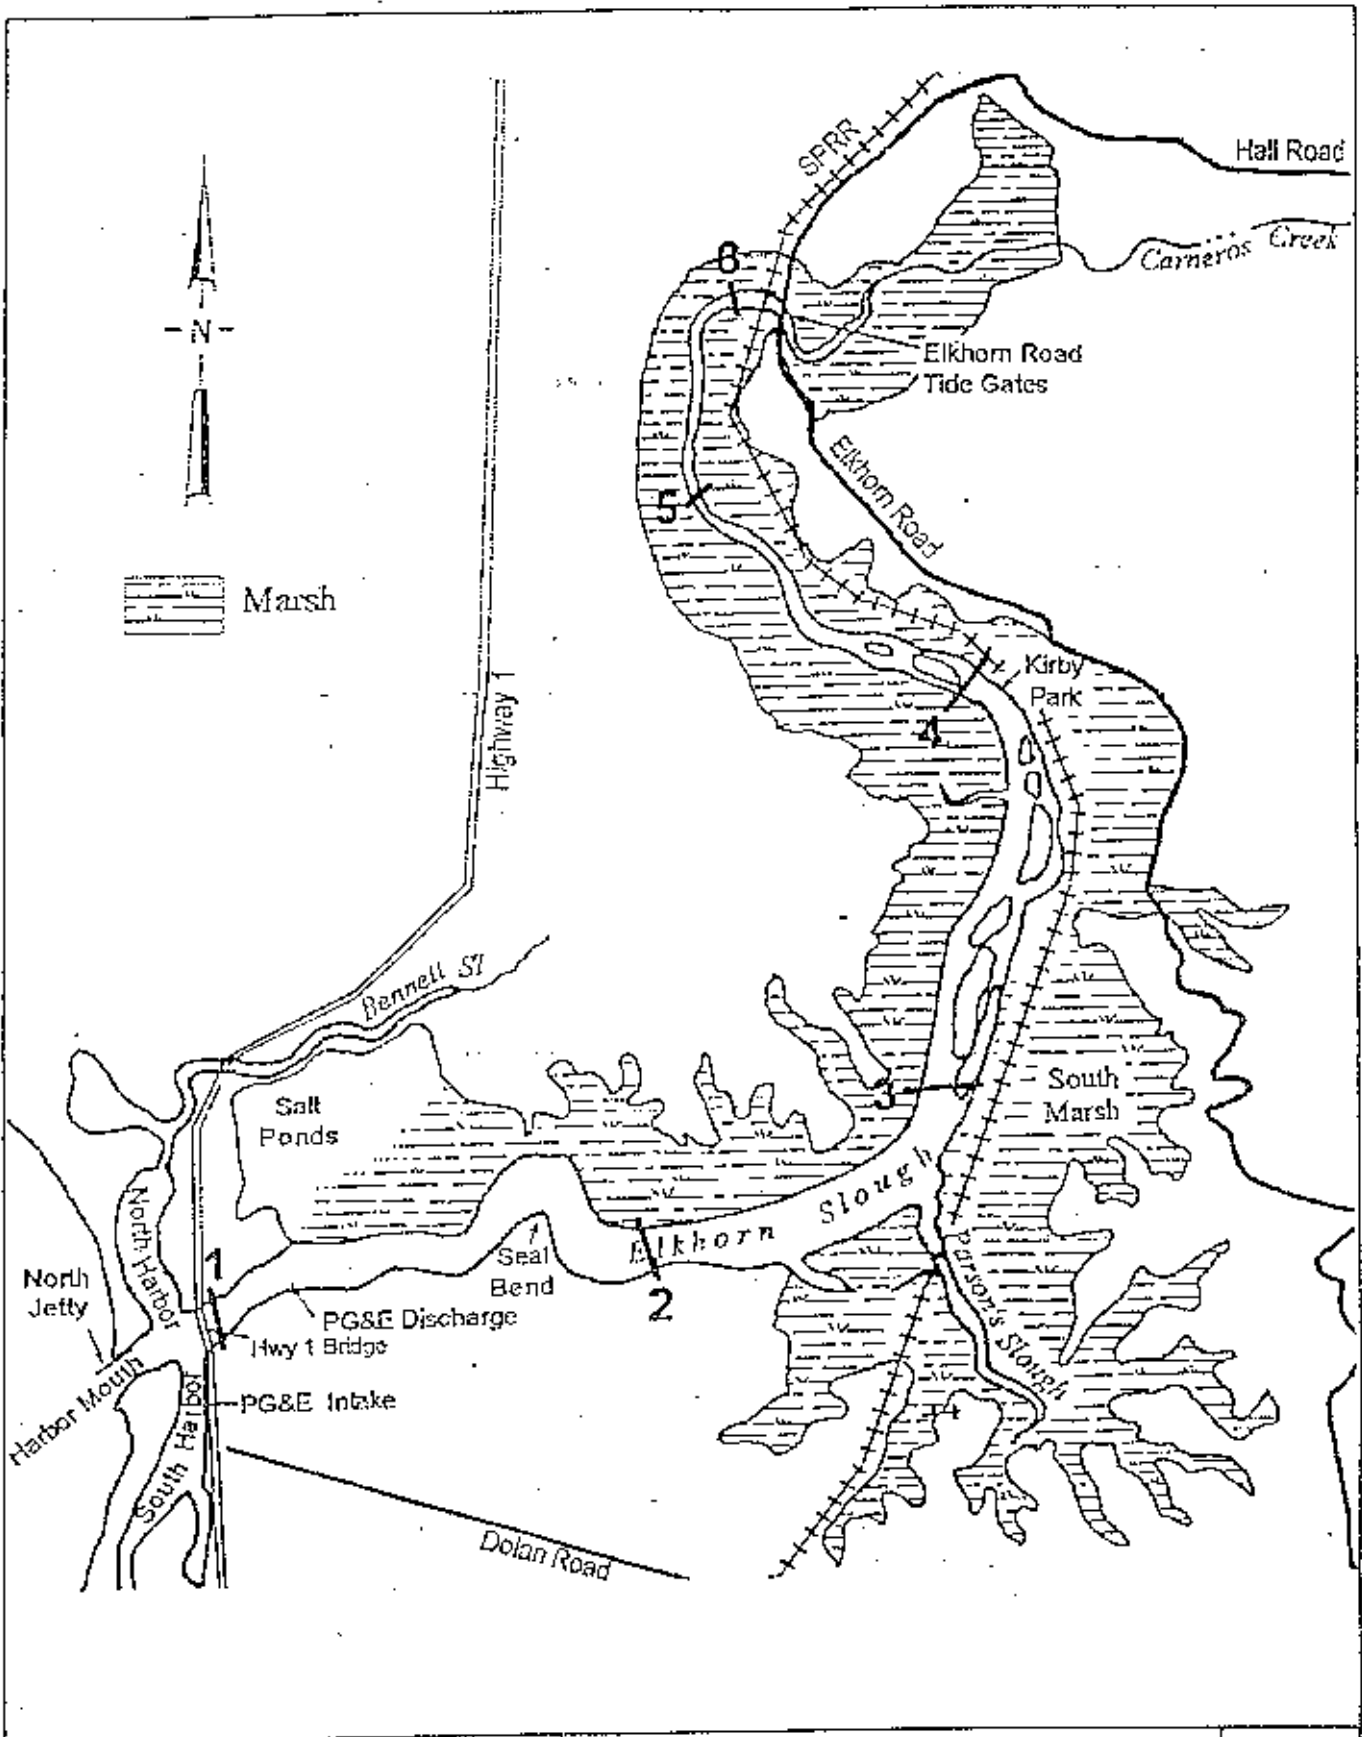 Hall Road
SPRR
Carneros Creek
6
N
Elkhorn Road
Tide Gates
Elkhorn Road
5
Marsh
Kirby
Park
Highway 1
4
Bennett Sl
South
Marsh
3
Salt
Ponds
Elkhorn Slough
North Harbor
Seal
Bend
1
2
North
Jetty
PG&E Discharge
Hwy 1 Bridge
Parsons Slough
Harbor Mouth
PG&E Intake
South Harbor
Dolan Road